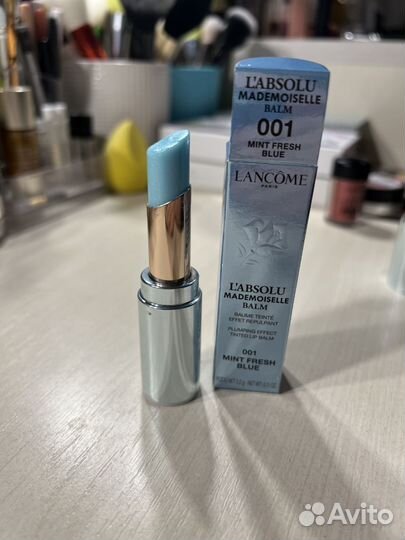 L'ABSOLU
MADEMOISELLE
BALM
001
MINT FRESH
BLUE
LANCÔME
PARIS
L'ABSOLU
MADEMOISELLE
BALM
BAUME TEINTÉ
EFFET REPULPANT
PLUMPING EFFECT
TINTED LIP BALM
001
MINT FRESH
BLUE
Avito